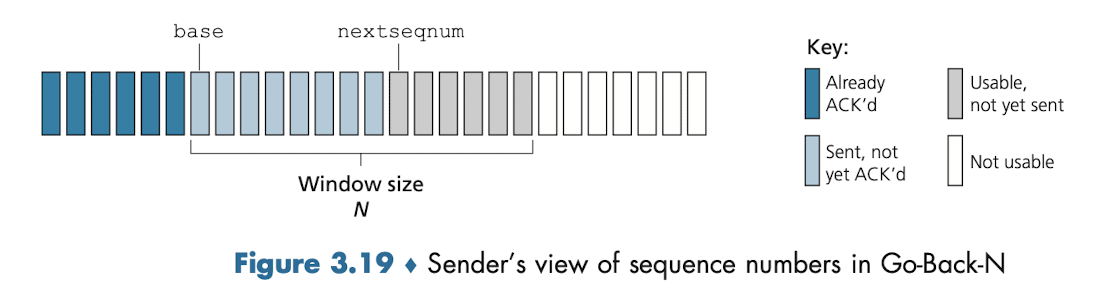 base
nextseqnum
Window size
N
Key:
Already
ACK’d
Usable,
not yet sent
Sent, not
yet ACK’d
Not usable
Figure 3.19 ♦ Sender’s view of sequence numbers in Go-Back-N